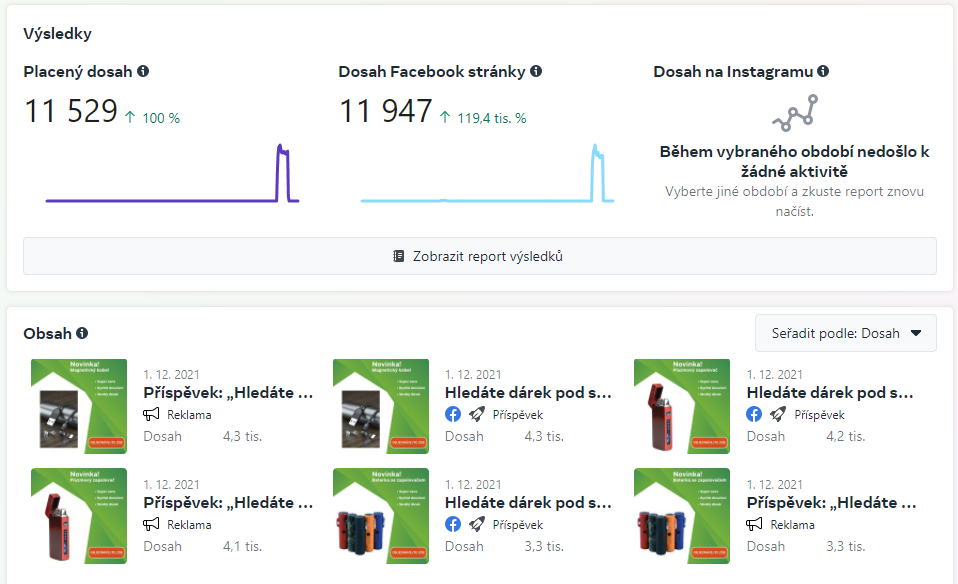 Výsledky
Placený dosah
11 529 ↑ 100 %
Dosah Facebook stránky
11 947 ↑ 119,4 tis. %
Dosah na Instagramu
Během vybraného období nedošlo k
žádné aktivitě
Vyberte jiné období a zkuste report znovu
načíst.
Zobrazit report výsledků
Obsah
Seřadit podle: Dosah
Novinka!
Magnetický kabel
1. 12. 2021
Příspěvek: „Hledáte ...
Reklama
Dosah 4,3 tis.
Novinka!
Magnetický kabel
1. 12. 2021
Hledáte dárek pod s...
Příspěvek
Dosah 4,3 tis.
Novinka!
Plazmový zapalovač
1. 12. 2021
Hledáte dárek pod s...
Příspěvek
Dosah 4,2 tis.
Novinka!
Plazmový zapalovač
1. 12. 2021
Příspěvek: „Hledáte ...
Reklama
Dosah 4,1 tis.
Novinka!
Baterka se zapalovačem
1. 12. 2021
Hledáte dárek pod s...
Příspěvek
Dosah 3,3 tis.
Novinka!
Baterka se zapalovačem
1. 12. 2021
Příspěvek: „Hledáte ...
Reklama
Dosah 3,3 tis.